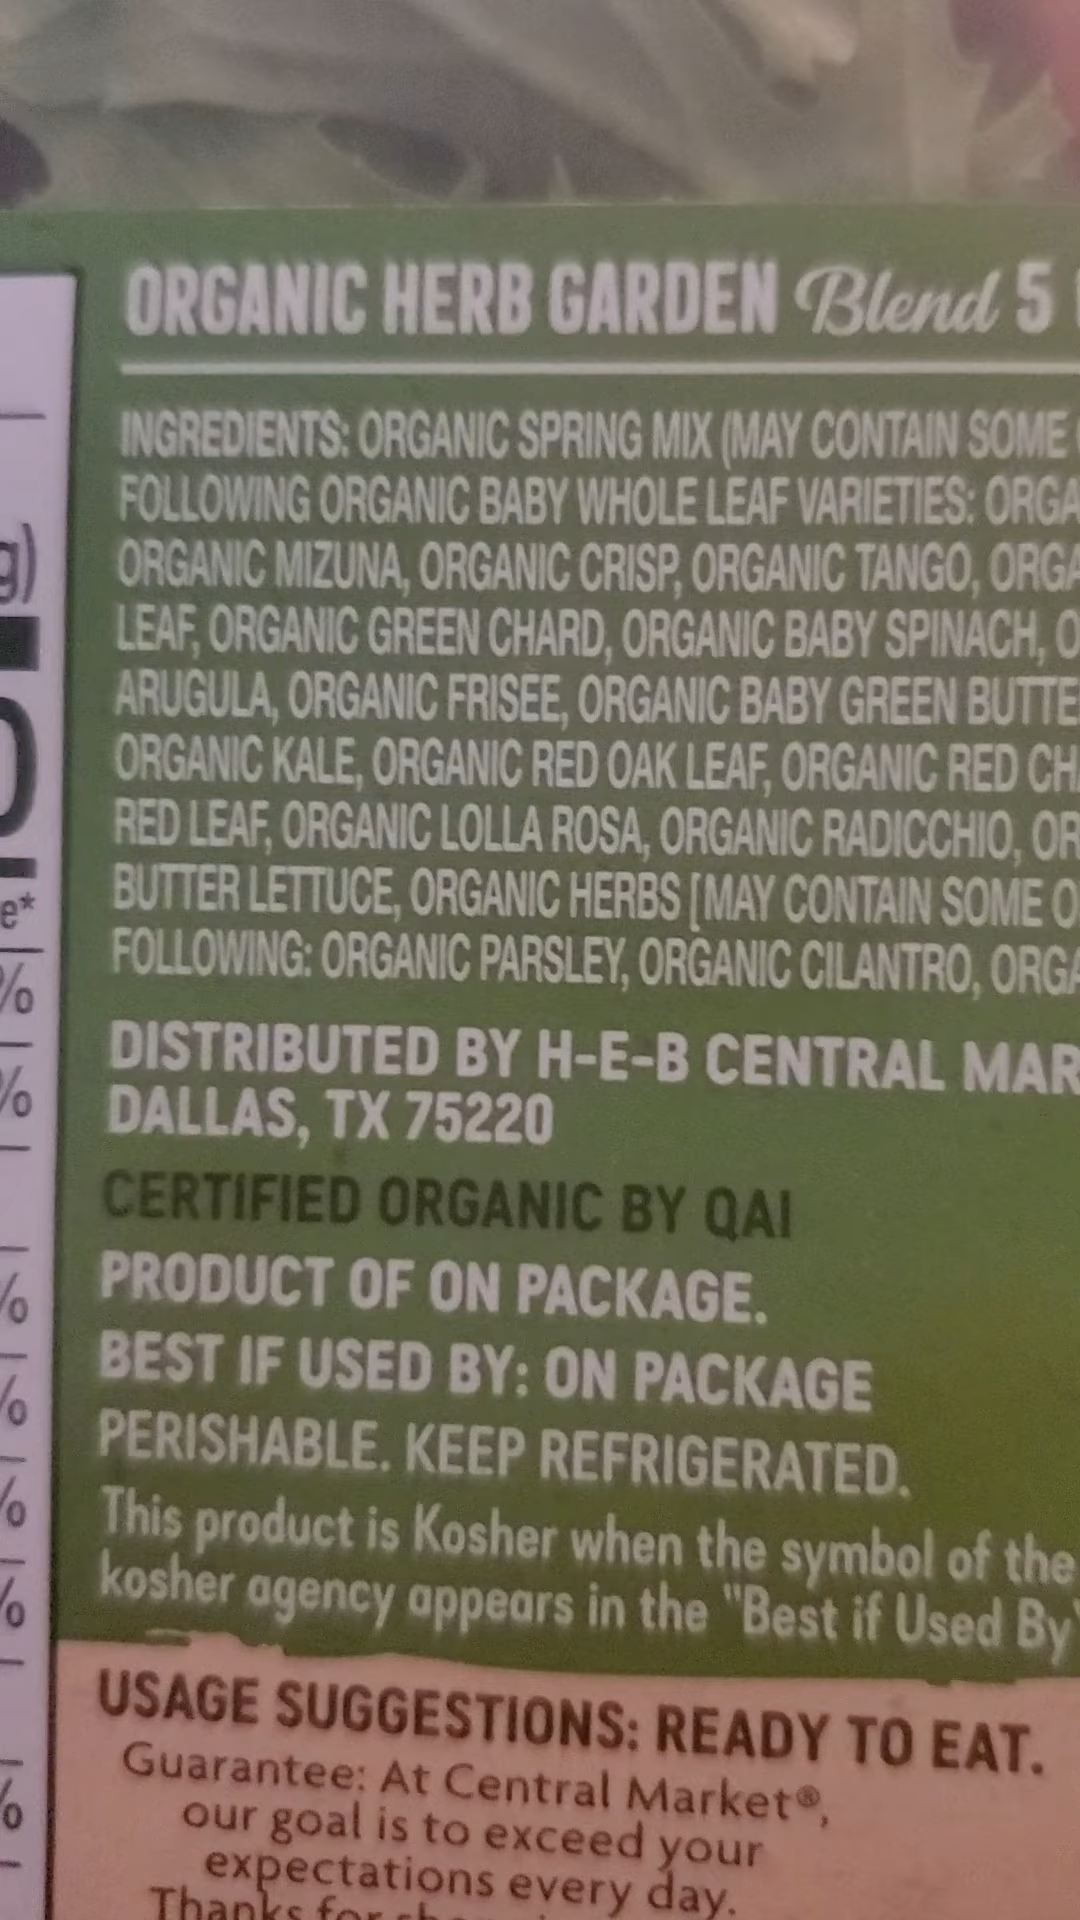 ORGANIC HERB GARDEN Blend 5
INGREDIENTS: ORGANIC SPRING MIX (MAY CONTAIN SOME
FOLLOWING ORGANIC BABY WHOLE LEAF VARIETIES: ORGA
g)
ORGANIC MIZUNA, ORGANIC CRISP, ORGANIC TANGO, ORGA
LEAF, ORGANIC GREEN CHARD, ORGANIC BABY SPINACH, O
ARUGULA, ORGANIC FRISEE, ORGANIC BABY GREEN BUTTE
ORGANIC KALE, ORGANIC RED OAK LEAF, ORGANIC RED CHA
RED LEAF, ORGANIC LOLLA ROSA, ORGANIC RADICCHIO, OR
e*
BUTTER LETTUCE, ORGANIC HERBS [MAY CONTAIN SOME O
%
FOLLOWING: ORGANIC PARSLEY, ORGANIC CILANTRO, ORGA
%
DISTRIBUTED BY H-E-B CENTRAL MAR
DALLAS, TX 75220
CERTIFIED ORGANIC BY QAI
%
PRODUCT OF ON PACKAGE.
%
BEST IF USED BY: ON PACKAGE
%
PERISHABLE. KEEP REFRIGERATED.
%
This product is Kosher when the symbol of the
kosher agency appears in the "Best if Used By"
USAGE SUGGESTIONS: READY TO EAT.
%
Guarantee: At Central Market®,
our goal is to exceed your
expectations every day.
Thanks for